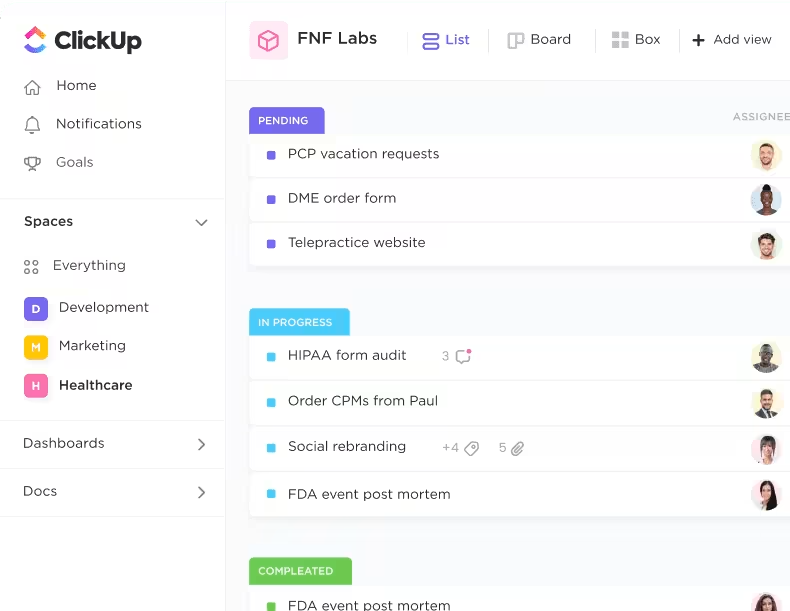 ClickUp
Home
Notifications
Goals
Spaces
Everything
D Development
M Marketing
H Healthcare
Dashboards
Docs
FNF Labs
List
Board
Box
+ Add view
PENDING
ASSIGNEE
PCP vacation requests
DME order form
Telepractice website
IN PROGRESS
HIPAA form audit 3
Order CPMs from Paul
Social rebranding +4 5
FDA event post mortem
COMPLEATED
FDA event post mortem